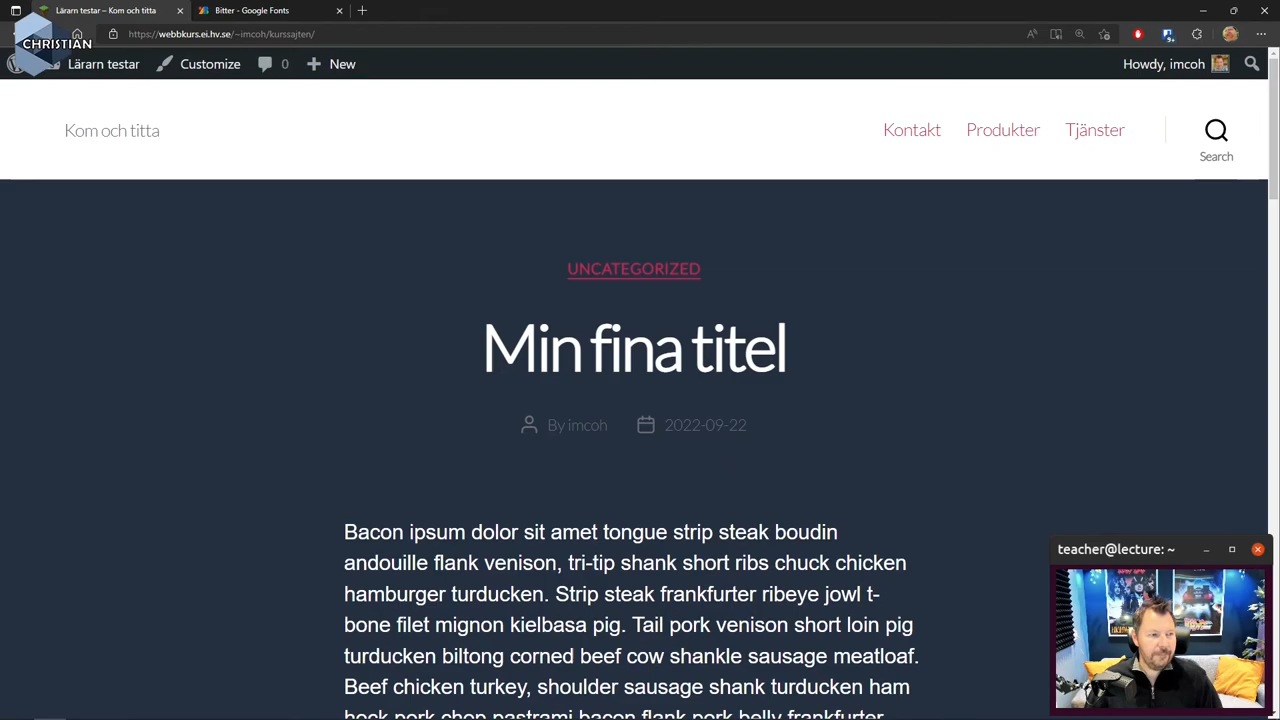 Lärarn testar – Kom och titta
Bitter - Google Fonts
https://webbkurs.ei.hv.se/~imcoh/kurssajten/
CHRISTIAN
Lärarn testar
Customize
0
New
Howdy, imcoh
Kom och titta
Kontakt
Produkter
Tjänster
Search
UNCATEGORIZED
Min fina titel
By imcoh
2022-09-22
Bacon ipsum dolor sit amet tongue strip steak boudin
andouille flank venison, tri-tip shank short ribs chuck chicken
hamburger turducken. Strip steak frankfurter ribeye jowl t-
bone filet mignon kielbasa pig. Tail pork venison short loin pig
turducken biltong corned beef cow shankle sausage meatloaf.
Beef chicken turkey, shoulder sausage shank turducken ham
hock pork chop pastrami bacon flank pork belly frankfurter
teacher@lecture: ~